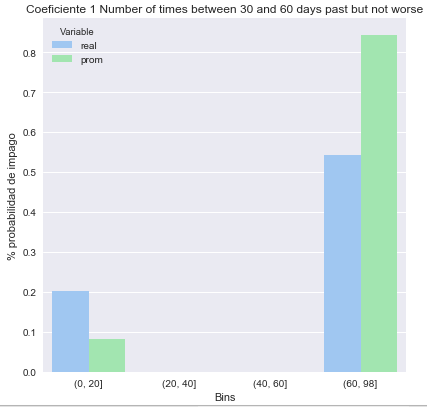 Coeficiente 1 Number of times between 30 and 60 days past but not worse
Variable
real
prom
% probabilidad de impago
0.8
0.7
0.6
0.5
0.4
0.3
0.2
0.1
0.0
(0, 20]
(20, 40]
(40, 60]
(60, 98]
Bins